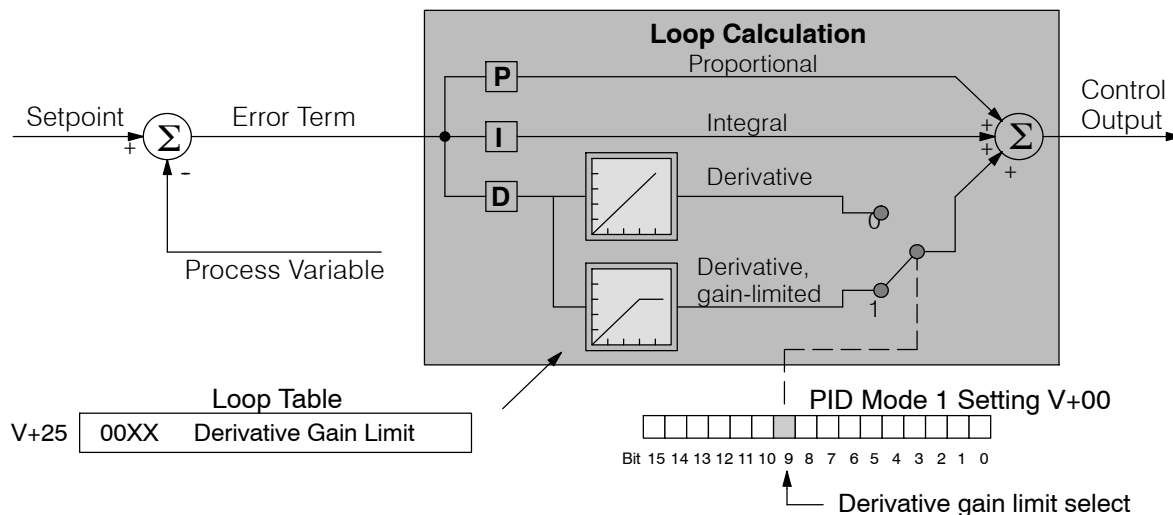 Loop Calculation
Proportional
P
Setpoint
Error Term
Integral
Control
Output
Σ
I
Σ
+
+
+
+
-
D
Derivative
0
Process Variable
Derivative,
gain-limited
1
Loop Table
PID Mode 1 Setting V+00
V+25 00XX Derivative Gain Limit
Bit 15 14 13 12 11 10 9 8 7 6 5 4 3 2 1 0
Derivative gain limit select